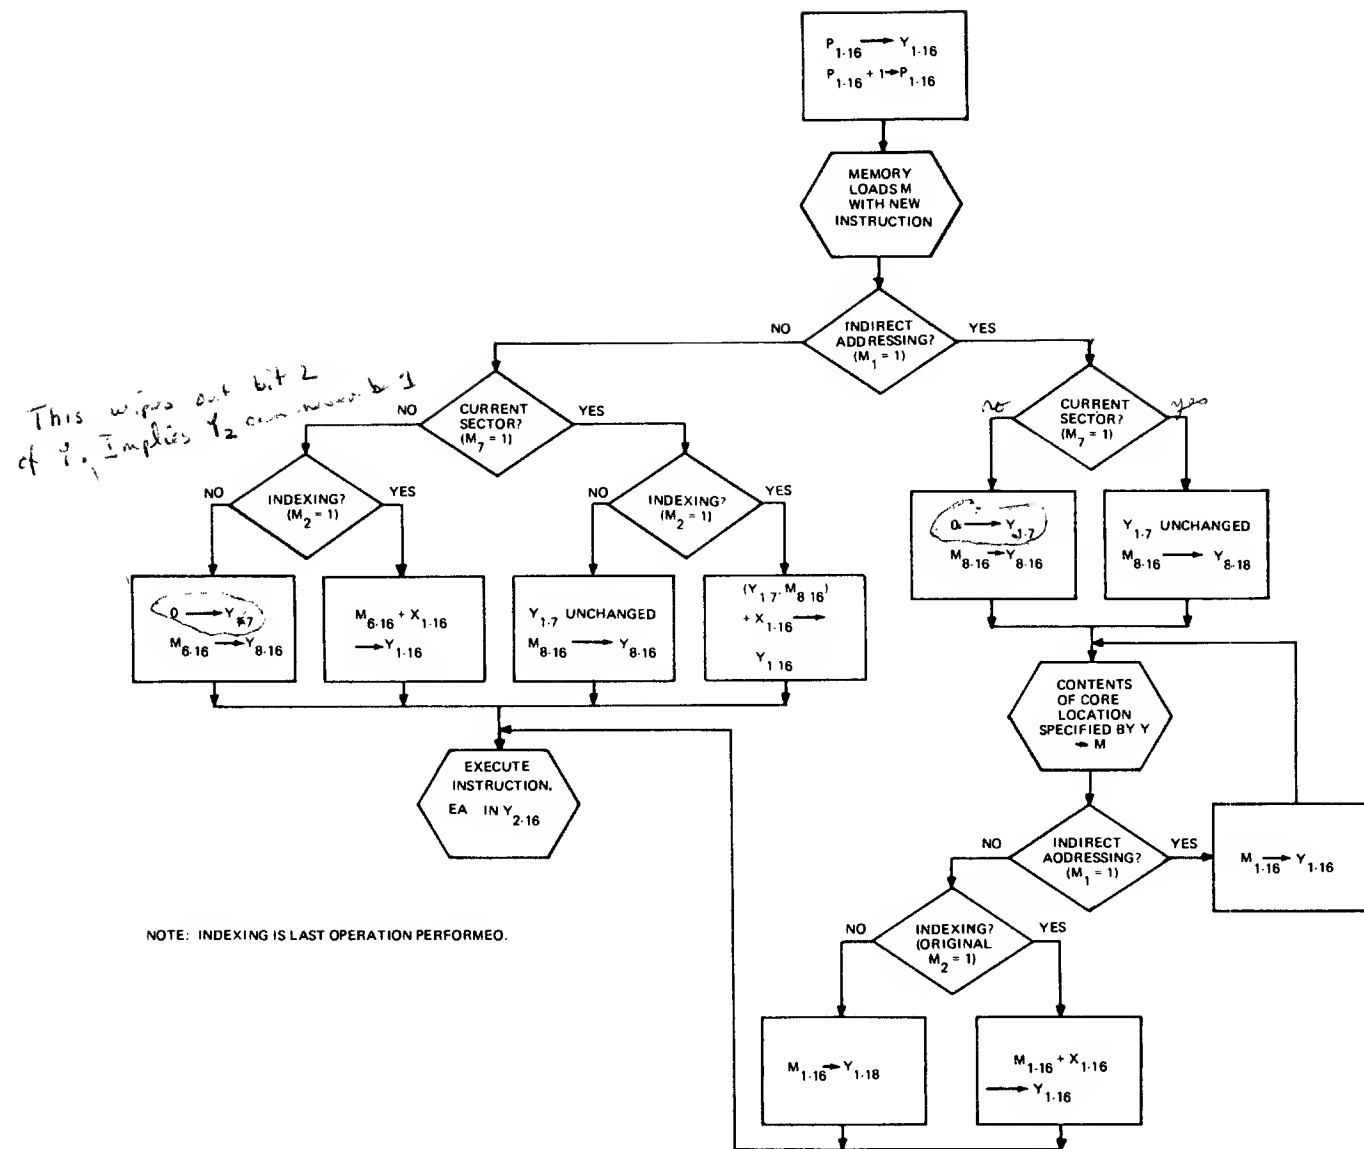 P1-16 → Y1-16
P1-16 + 1→P1-16
MEMORY
LOADS M
WITH NEW
INSTRUCTION
NO
INDIRECT
ADDRESSING?
(M1 = 1)
YES
This wipes out bit 2
of Y. Implies Y2 can never be 1
NO
CURRENT
SECTOR?
(M7 = 1)
YES
no
CURRENT
SECTOR?
(M7 = 1)
yes
NO
INDEXING?
(M2 = 1)
YES
NO
INDEXING?
(M2 = 1)
YES
0 → Y1-7
M8-16 → Y8-16
Y1-7 UNCHANGED
M8-16 → Y8-18
0 → Y7
M6-16 → Y8-16
M6-16 + X1-16
→ Y1-16
Y1-7 UNCHANGED
M8-16 → Y8-16
(Y1-7, M8-16)
+ X1-16 →
Y1-16
CONTENTS
OF CORE
LOCATION
SPECIFIED BY Y
→ M
EXECUTE
INSTRUCTION.
EA IN Y2-16
NO
INDIRECT
AODRESSING?
(M1 = 1)
YES
M1-16 → Y1-16
NOTE: INDEXING IS LAST OPERATION PERFORMEO.
NO
INDEXING?
(ORIGINAL
M2 = 1)
YES
M1-16 → Y1-18
M1-16 + X1-16
→ Y1-16